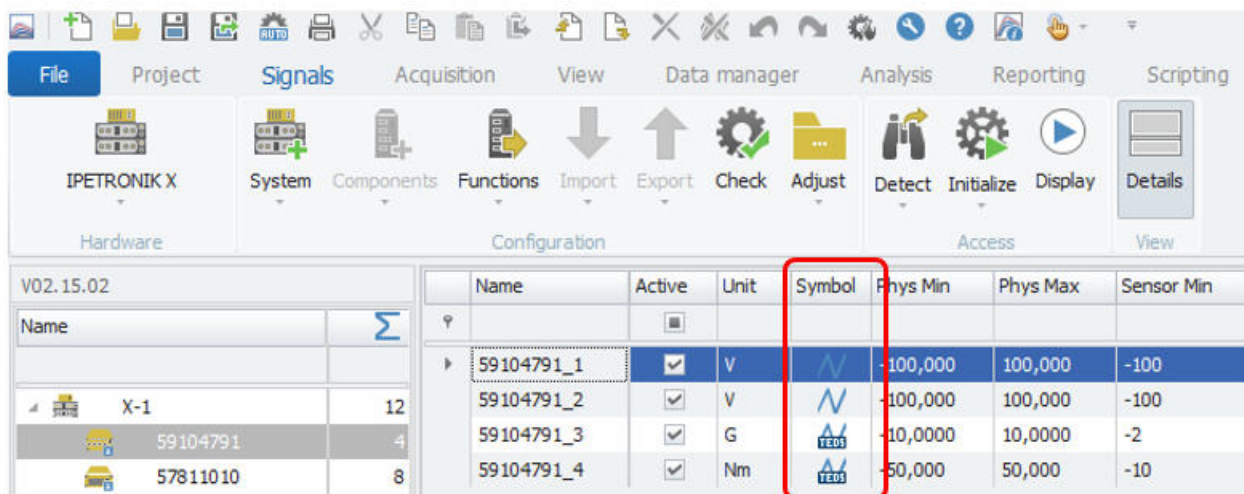 AUTO
File Project Signals Acquisition View Data manager Analysis Reporting Scripting
IPETRONIK X System Components Functions Import Export Check Adjust Detect Initialize Display Details
Hardware Configuration Access View
V02.15.02 Name Active Unit Symbol Phys Min Phys Max Sensor Min
Name Σ
59104791_1 V -100,000 100,000 -100
X-1 12 59104791_2 V -100,000 100,000 -100
59104791 4 59104791_3 G TEDS -10,0000 10,0000 -2
57811010 8 59104791_4 Nm TEDS -50,000 50,000 -10